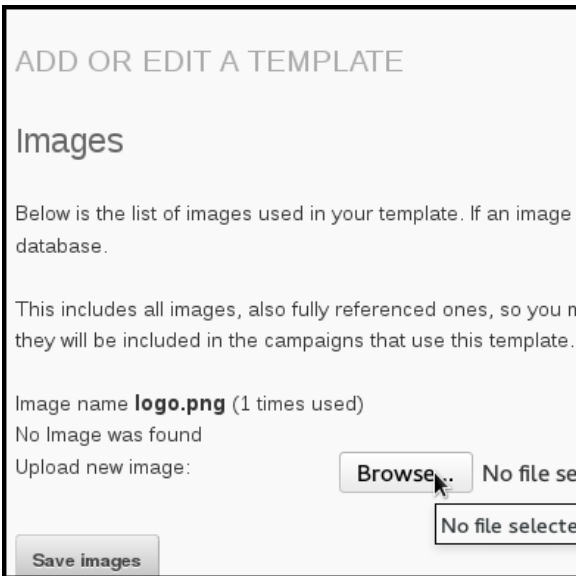 ADD OR EDIT A TEMPLATE
Images
Below is the list of images used in your template. If an image
database.
This includes all images, also fully referenced ones, so you
they will be included in the campaigns that use this template.
Image name logo.png (1 times used)
No Image was found
Upload new image:
Browse... No file
No file
Save images